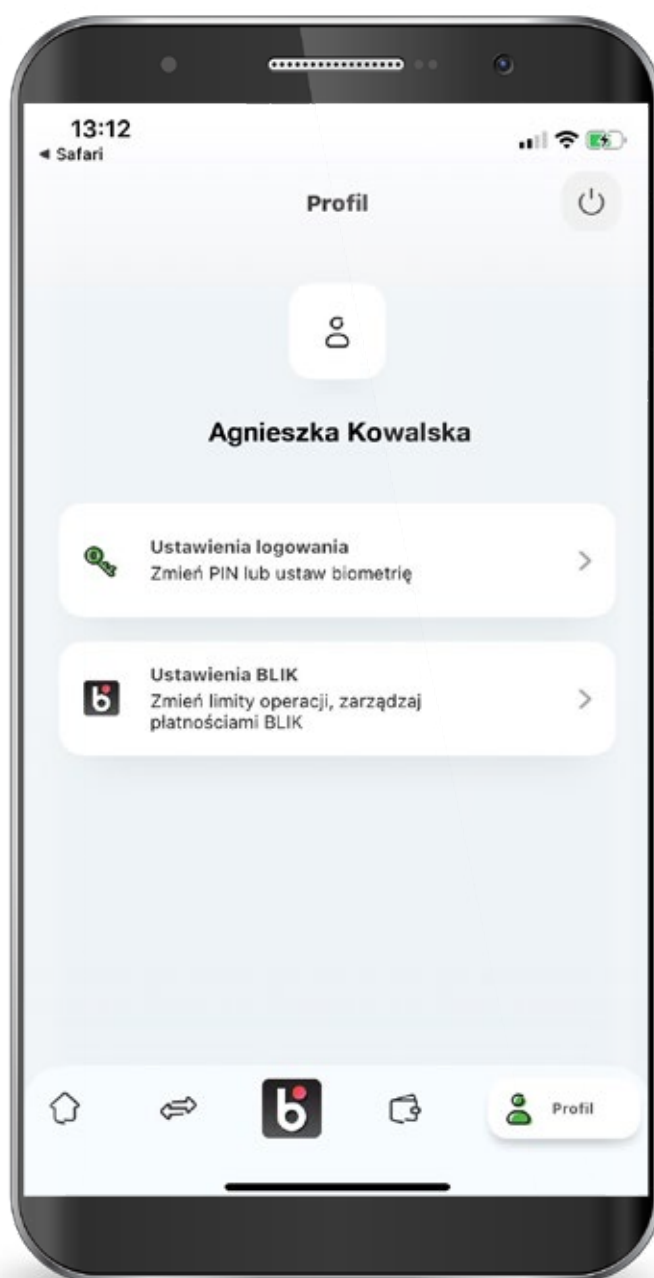 13:12
◀ Safari
Profil
Agnieszka Kowalska
Ustawienia logowania
Zmień PIN lub ustaw biometrię
Ustawienia BLIK
Zmień limity operacji, zarządzaj
płatnościami BLIK
Profil